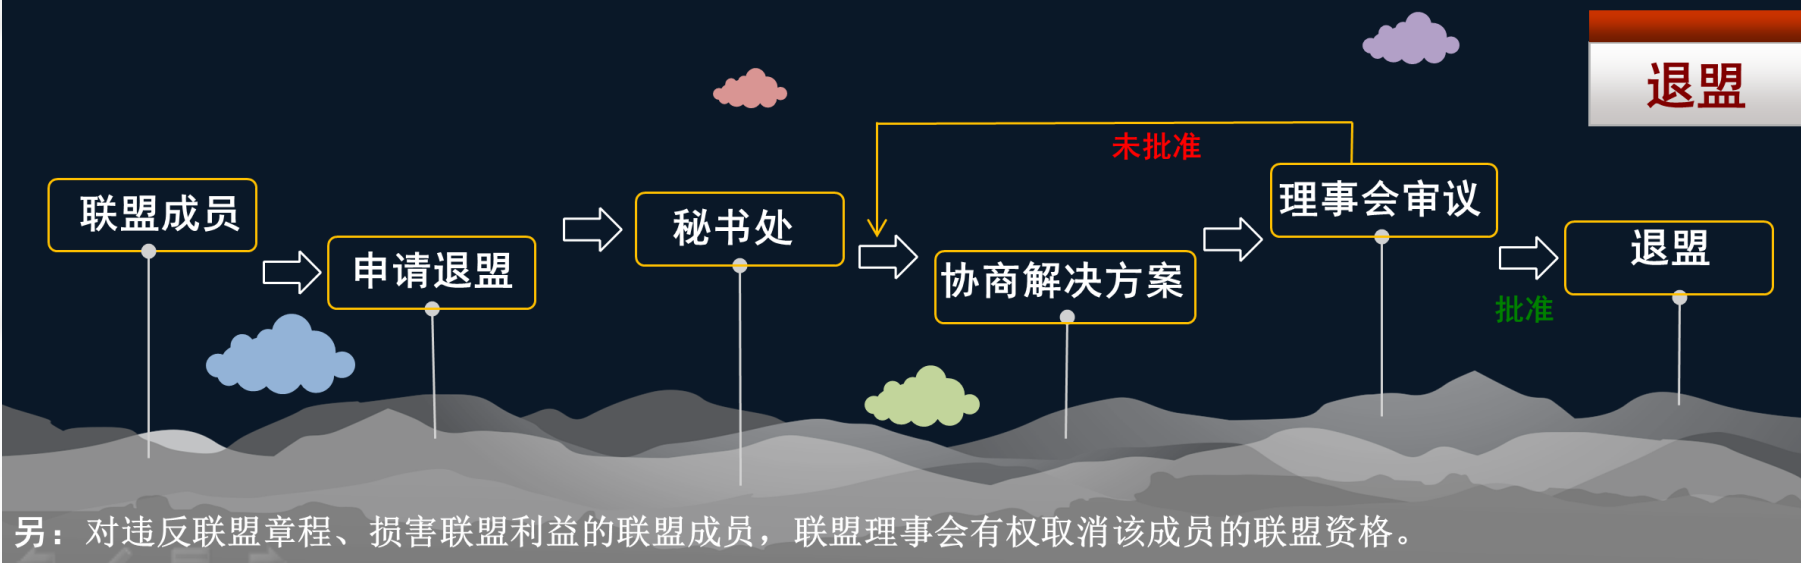 退盟
未批准
联盟成员
申请退盟
秘书处
协商解决方案
理事会审议
退盟
批准
另：对违反联盟章程、损害联盟利益的联盟成员，联盟理事会有权取消该成员的联盟资格。